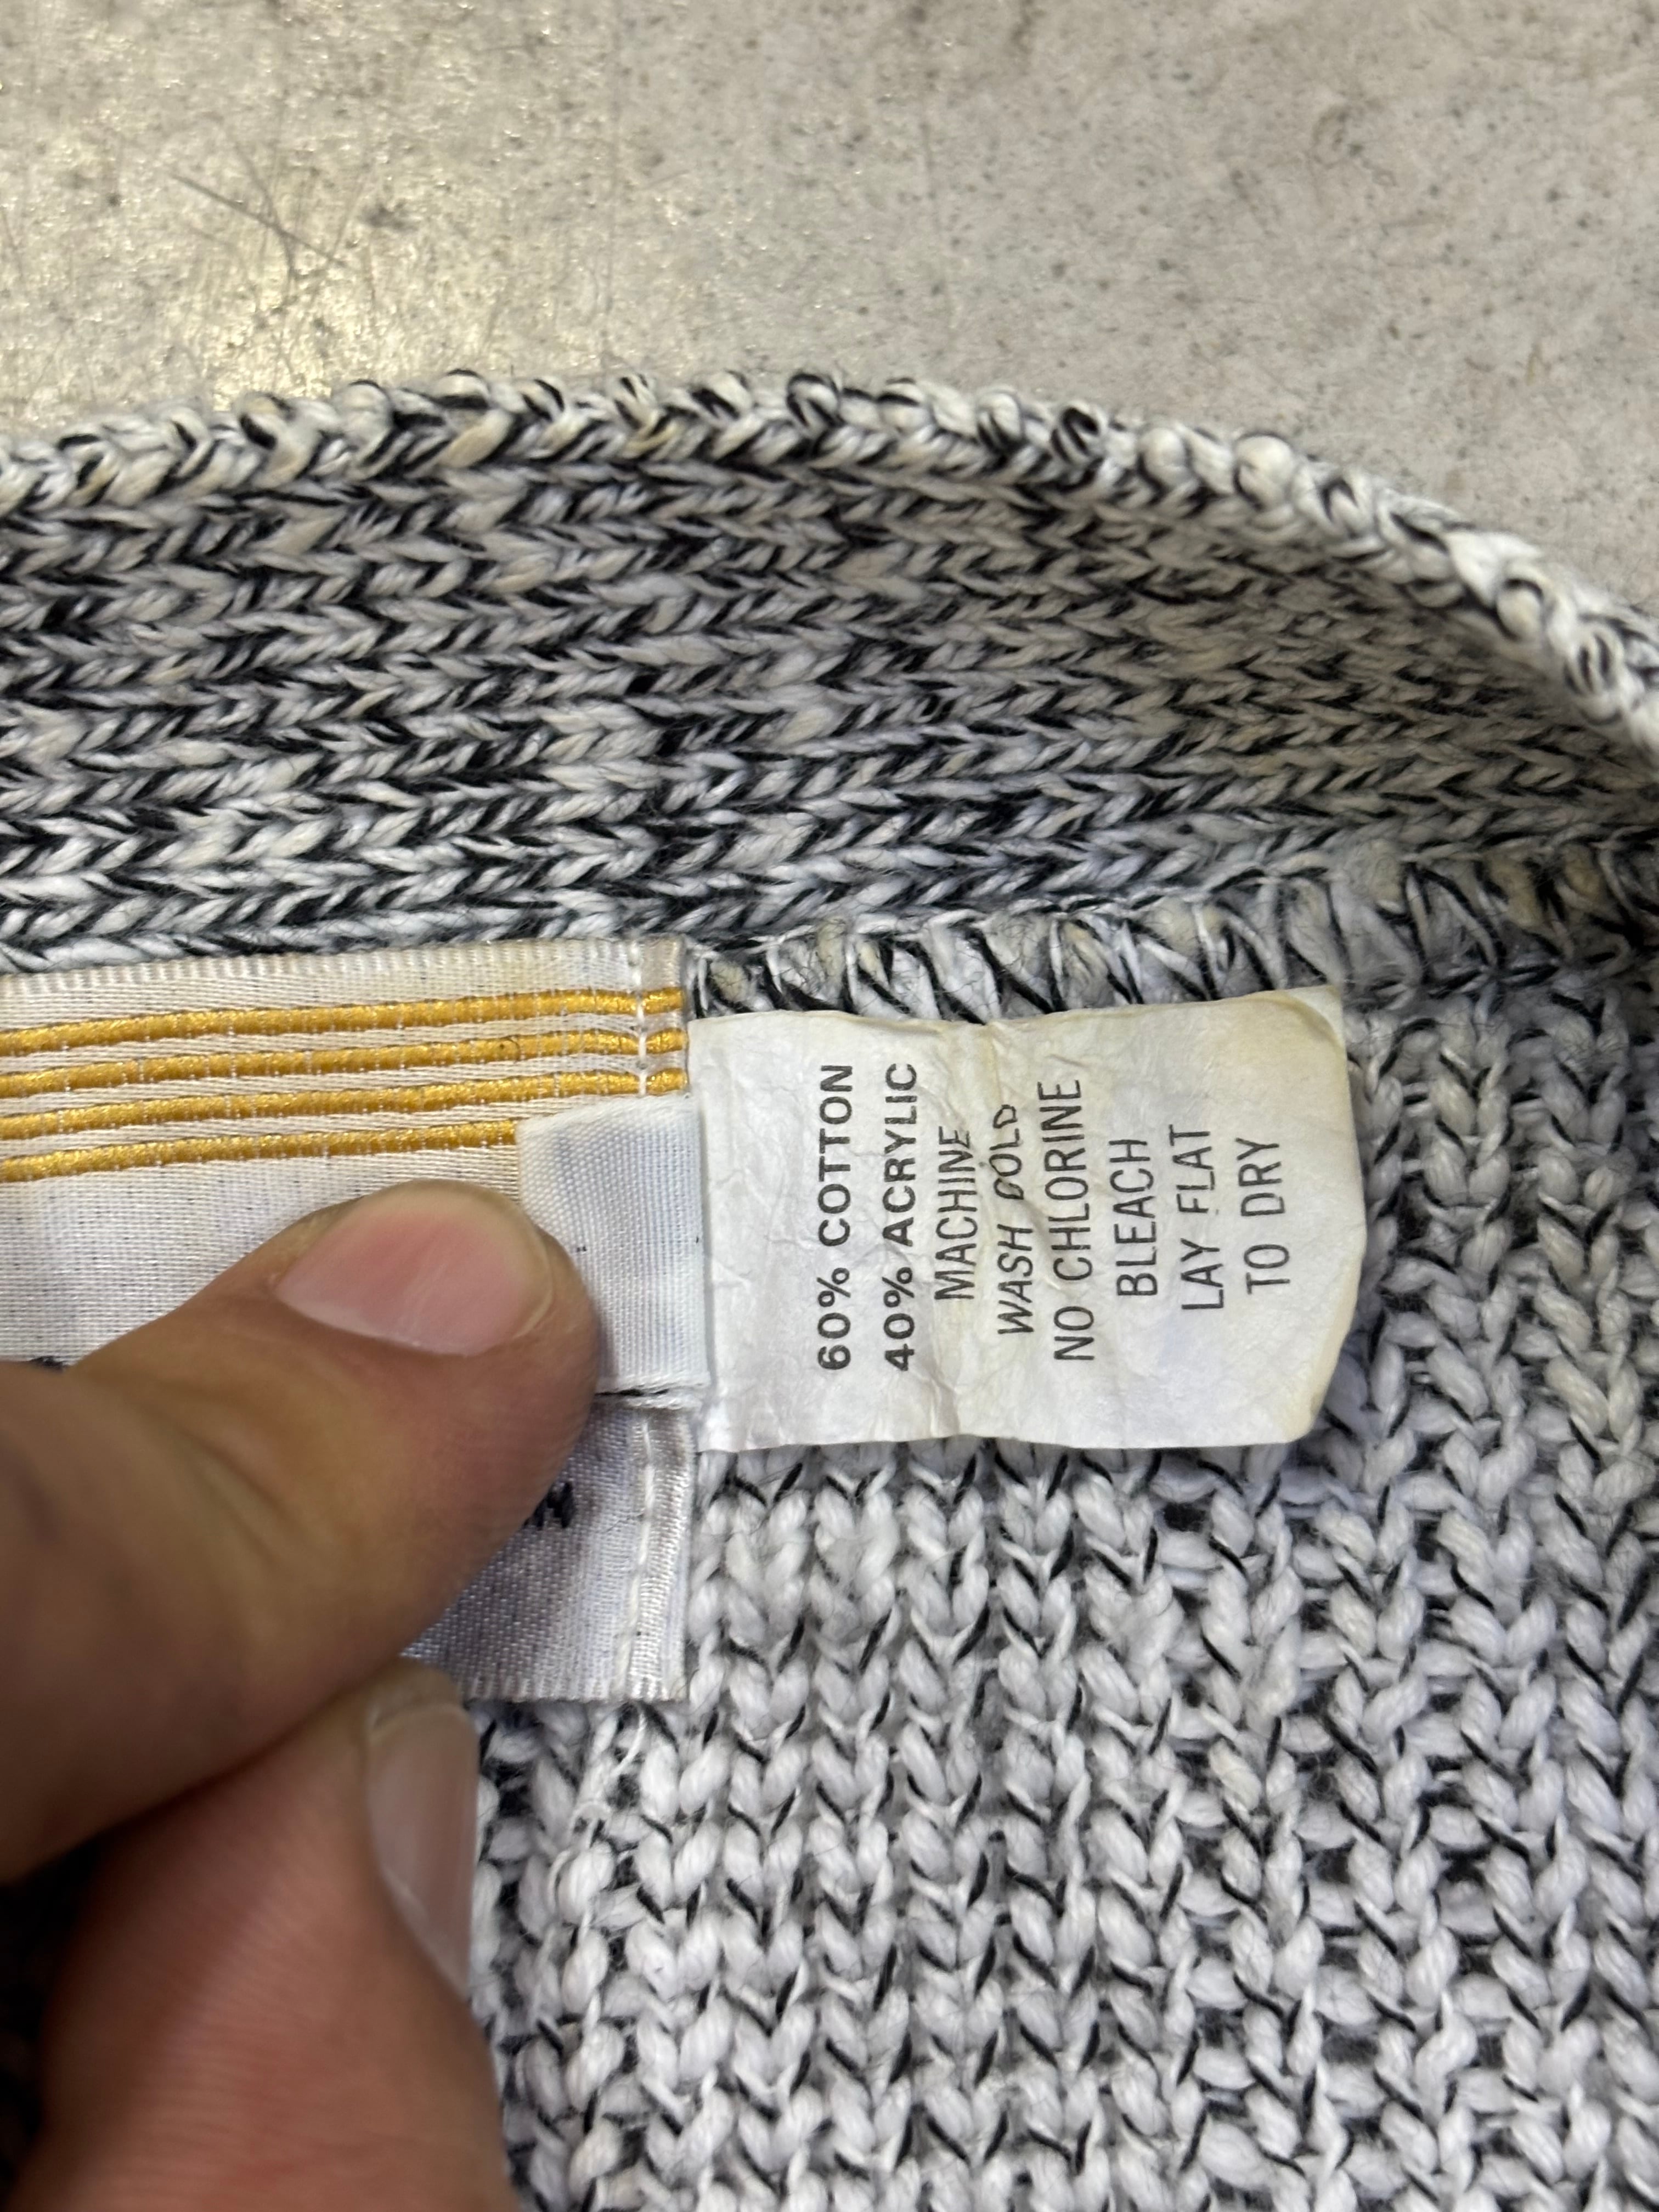 60% COTTON
40% ACRYLIC
MACHINE
WASH COLD
NO CHLORINE
BLEACH
LAY FLAT
TO DRY